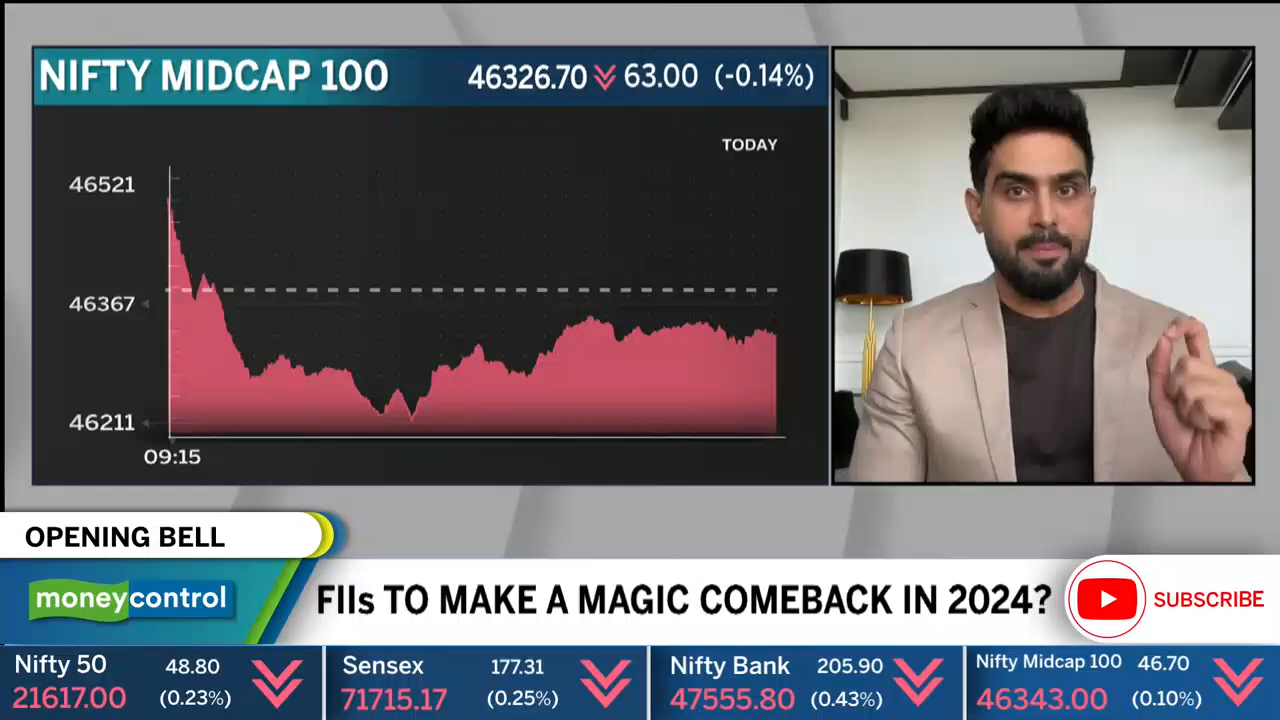 NIFTY MIDCAP 100 46326.70 63.00 (-0.14%)
TODAY
46521
46367
46211
09:15
OPENING BELL
moneycontrol
FIIs TO MAKE A MAGIC COMEBACK IN 2024?
SUBSCRIBE
Nifty 50 48.80
21617.00 (0.23%)
Sensex 177.31
71715.17 (0.25%)
Nifty Bank 205.90
47555.80 (0.43%)
Nifty Midcap 100 46.70
46343.00 (0.10%)